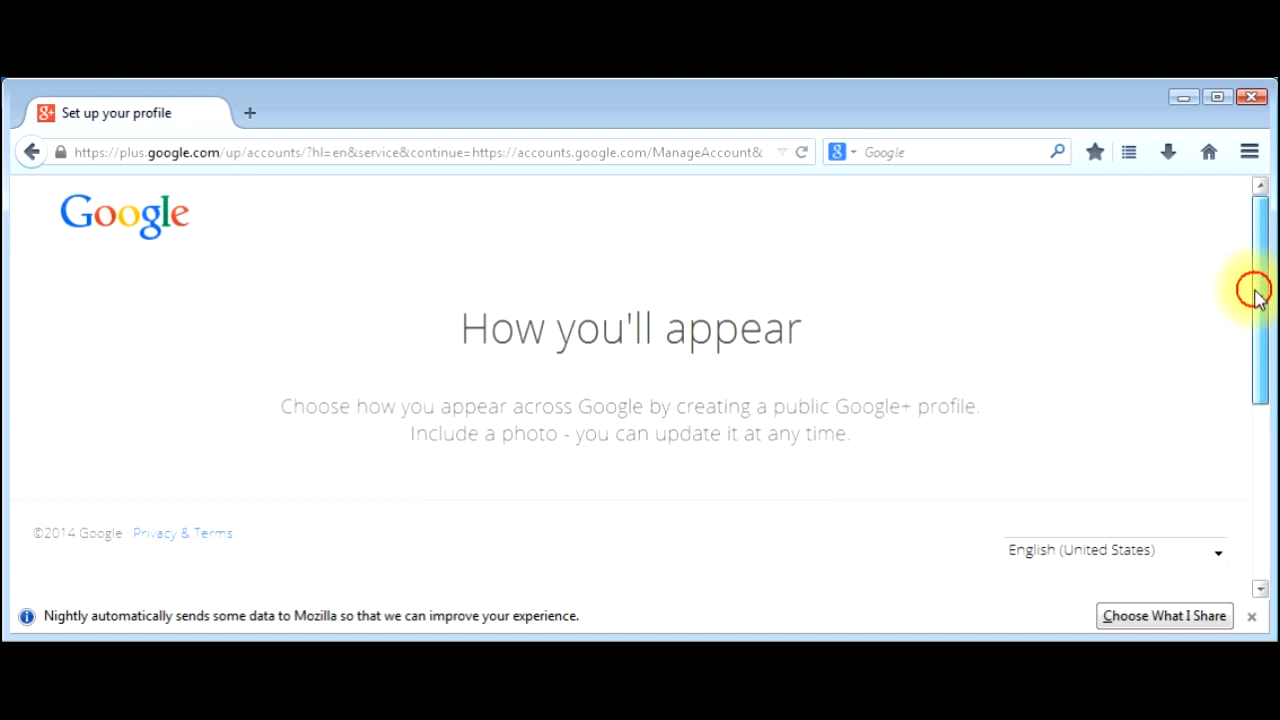 Set up your profile
https://plus.google.com/up/accounts/?hl=en&service&continue=https://accounts.google.com/ManageAccount&
Google
Google
How you'll appear
Choose how you appear across Google by creating a public Google+ profile.
Include a photo - you can update it at any time.
©2014 Google · Privacy & Terms
English (United States)
Nightly automatically sends some data to Mozilla so that we can improve your experience.
Choose What I Share